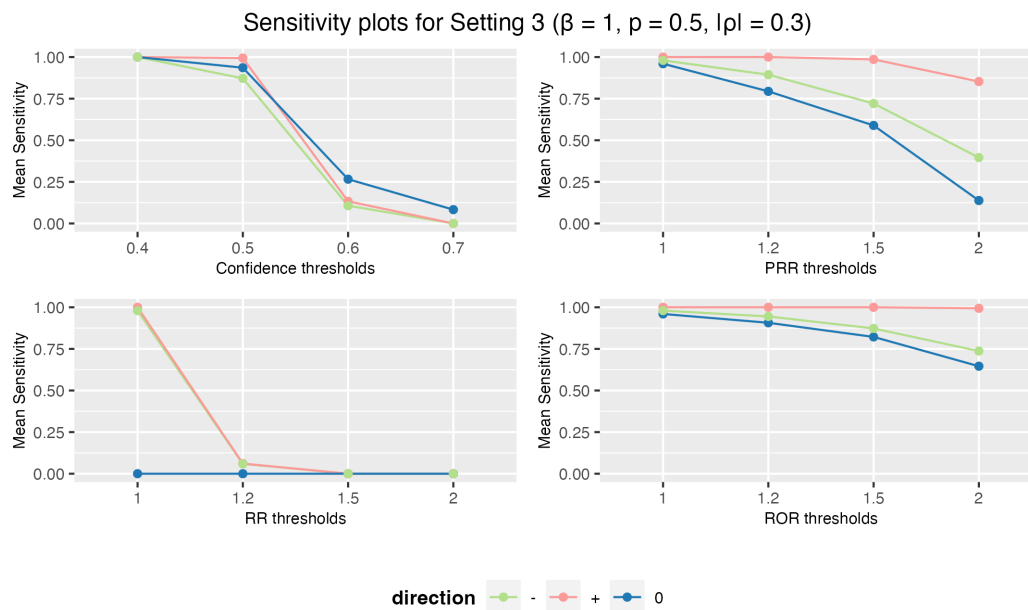 Sensitivity plots for Setting 3 (β = 1, p = 0.5, |ρ| = 0.3)
Mean Sensitivity
1.00
0.75
0.50
0.25
0.00
0.4 0.5 0.6 0.7
Confidence thresholds
Mean Sensitivity
1.00
0.75
0.50
0.25
0.00
1 1.2 1.5 2
PRR thresholds
Mean Sensitivity
1.00
0.75
0.50
0.25
0.00
1 1.2 1.5 2
RR thresholds
Mean Sensitivity
1.00
0.75
0.50
0.25
0.00
1 1.2 1.5 2
ROR thresholds
direction - + 0